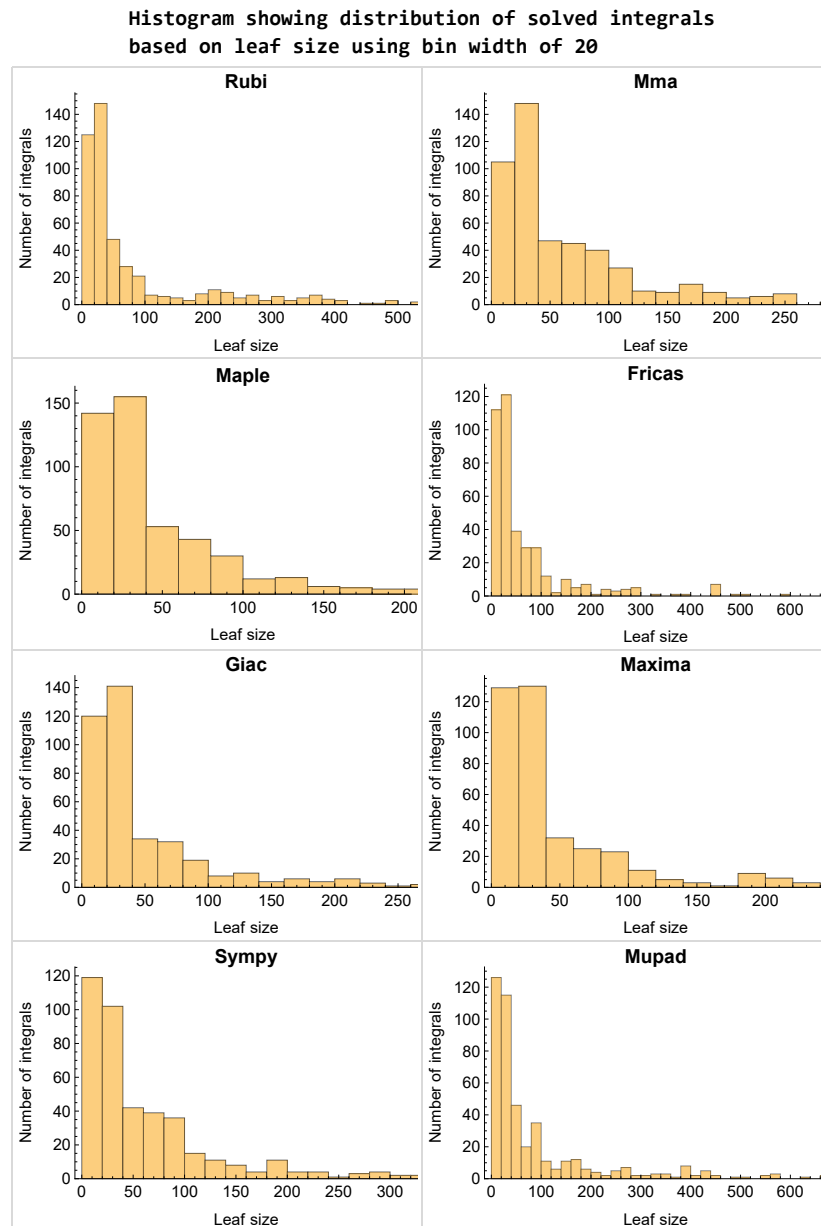 Histogram showing distribution of solved integrals
based on leaf size using bin width of 20
Rubi
Number of integrals
140
120
100
80
60
40
20
0
0 100 200 300 400 500
Leaf size
Mma
Number of integrals
140
120
100
80
60
40
20
0
0 50 100 150 200 250
Leaf size
Maple
Number of integrals
150
100
50
0
0 50 100 150 200
Leaf size
Fricas
Number of integrals
120
100
80
60
40
20
0
0 100 200 300 400 500 600
Leaf size
Giac
Number of integrals
140
120
100
80
60
40
20
0
0 50 100 150 200 250
Leaf size
Maxima
Number of integrals
120
100
80
60
40
20
0
0 50 100 150 200
Leaf size
Sympy
Number of integrals
120
100
80
60
40
20
0
0 50 100 150 200 250 300
Leaf size
Mupad
Number of integrals
120
100
80
60
40
20
0
0 100 200 300 400 500 600
Leaf size